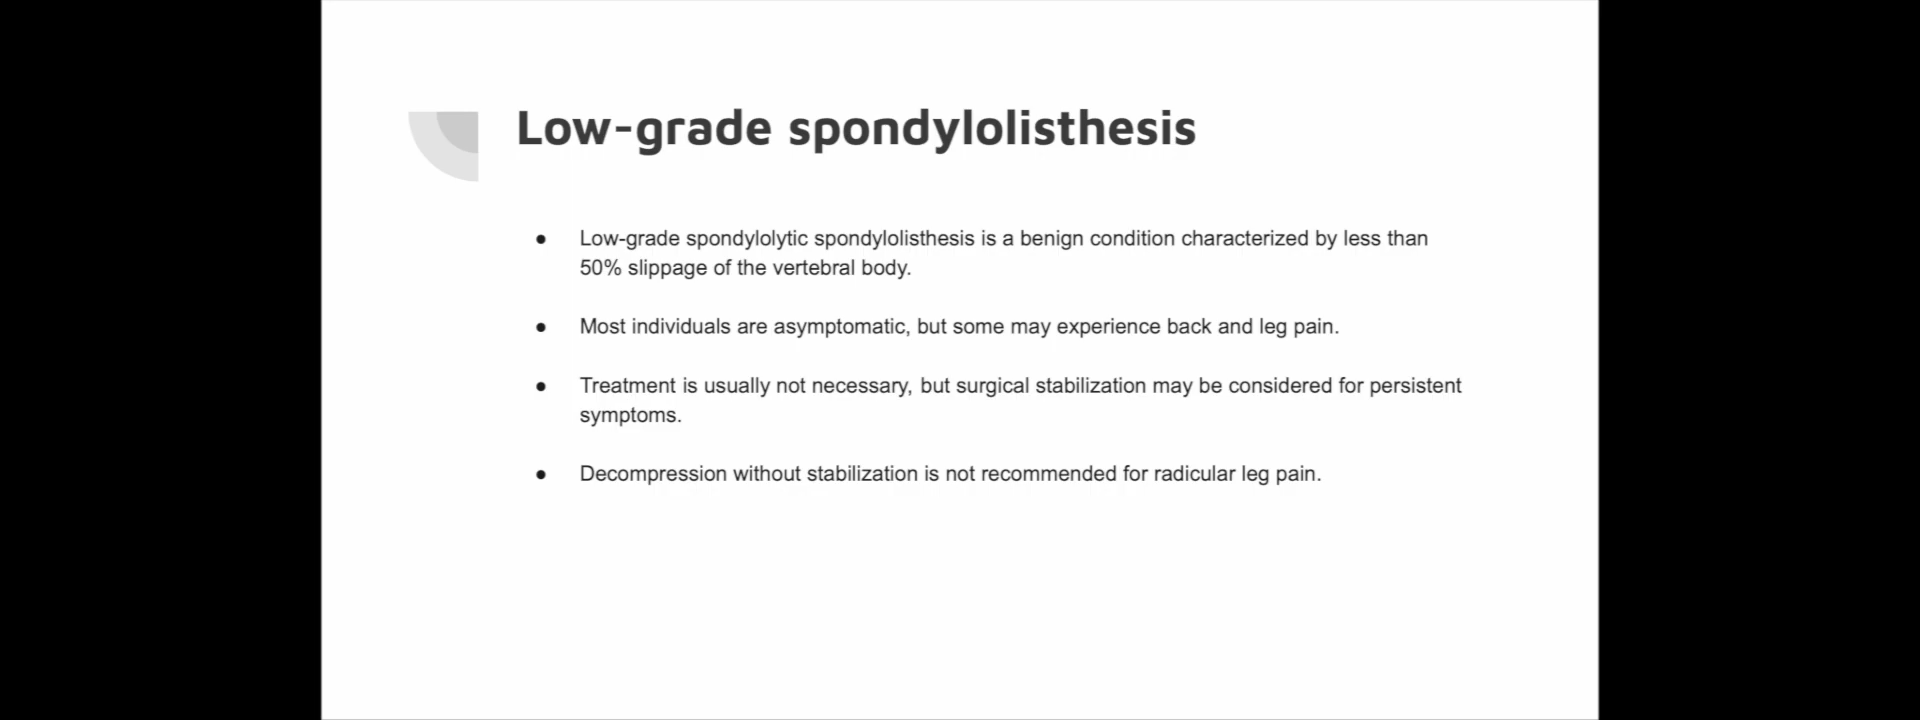 Low-grade spondylolisthesis
● Low-grade spondylolytic spondylolisthesis is a benign condition characterized by less than
50% slippage of the vertebral body.
● Most individuals are asymptomatic, but some may experience back and leg pain.
● Treatment is usually not necessary, but surgical stabilization may be considered for persistent
symptoms.
● Decompression without stabilization is not recommended for radicular leg pain.